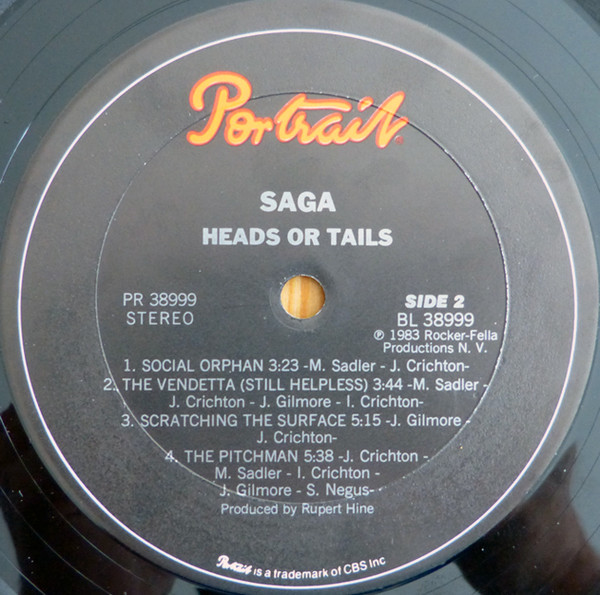 Portrait®
SAGA
HEADS OR TAILS
PR 38999
STEREO
SIDE 2
BL 38999
℗ 1983 Rocker-Fella
Productions N. V.
1. SOCIAL ORPHAN 3:23 -M. Sadler - J. Crichton-
2. THE VENDETTA (STILL HELPLESS) 3:44 -M. Sadler -
J. Crichton - J. Gilmore - I. Crichton-
3. SCRATCHING THE SURFACE 5:15 -J. Gilmore -
J. Crichton-
4. THE PITCHMAN 5:38 -J. Crichton -
M. Sadler - I. Crichton -
J. Gilmore - S. Negus-
Produced by Rupert Hine
Portrait is a trademark of CBS Inc